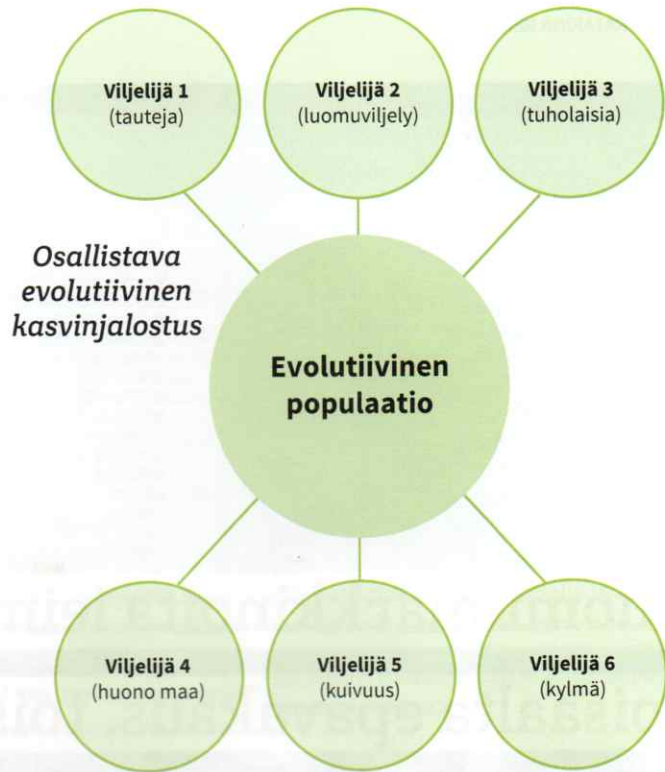 Viljelijä 1
(tauteja)
Viljelijä 2
(luomuviljely)
Viljelijä 3
(tuholaisia)
Osallistava
evolutiivinen
kasvinjalostus
Evolutiivinen
populaatio
Viljelijä 4
(huono maa)
Viljelijä 5
(kuivuus)
Viljelijä 6
(kylmä)